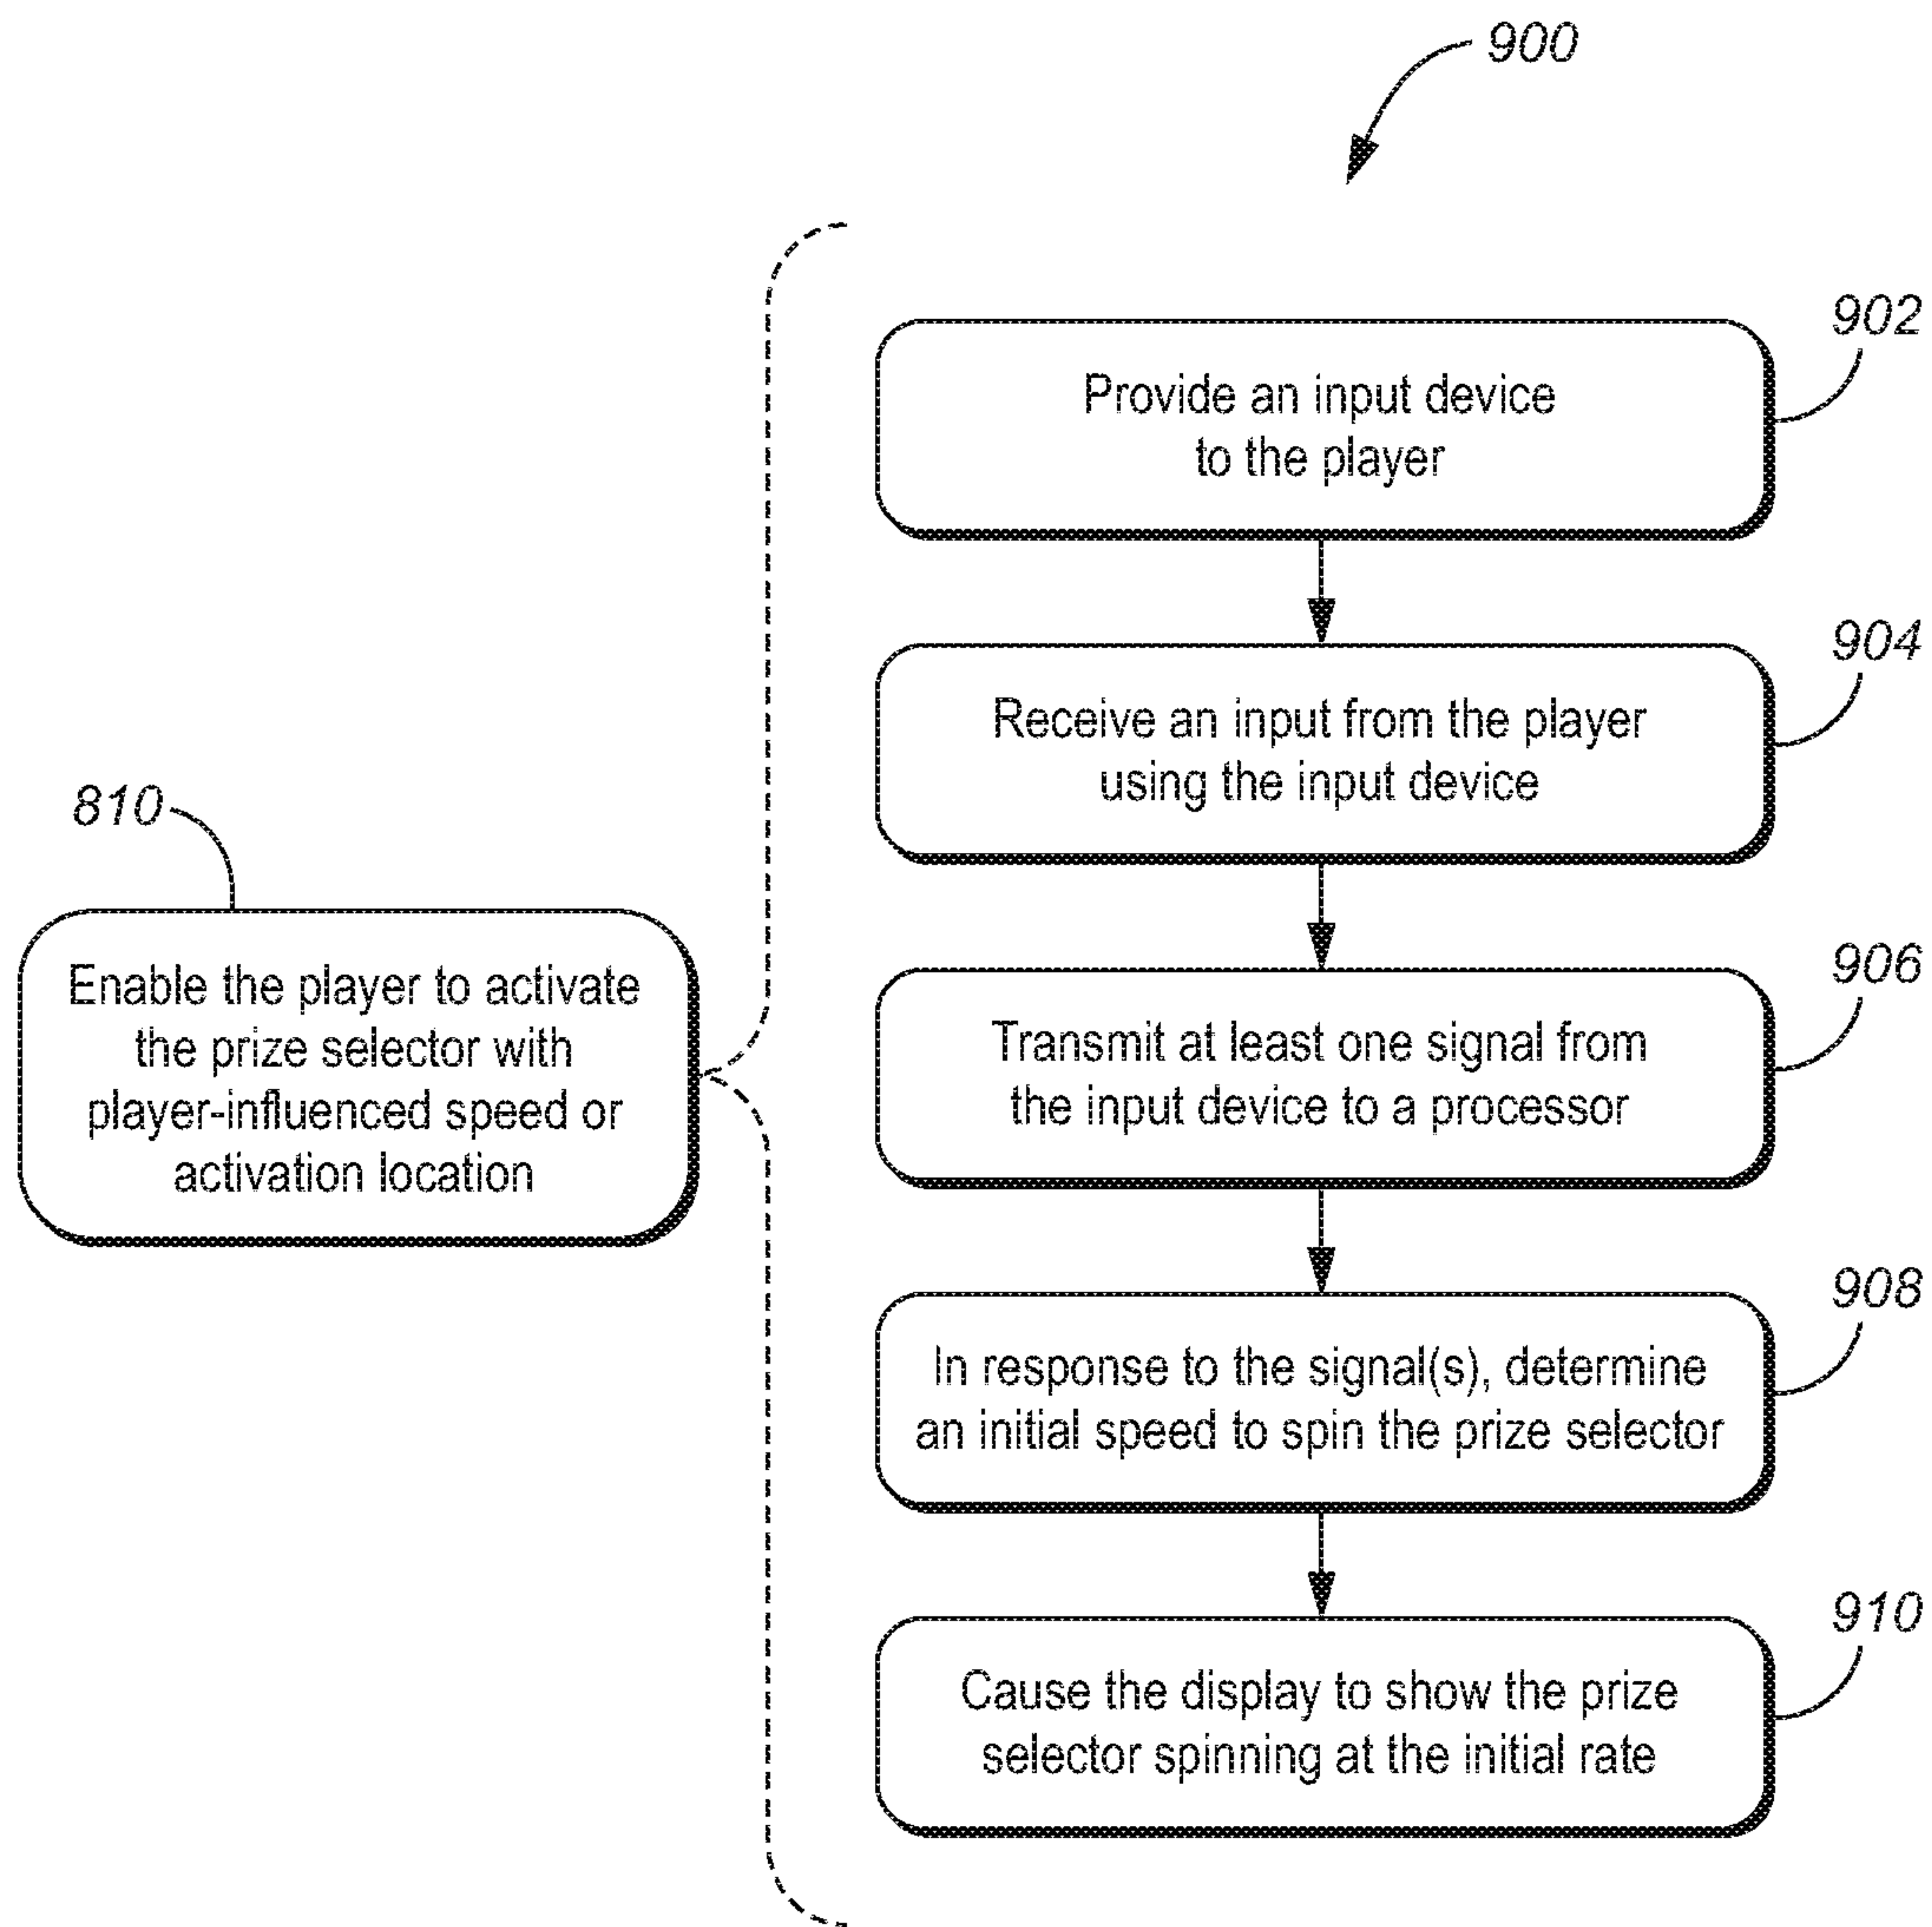 900
902
Provide an input device
to the player
904
Receive an input from the player
using the input device
810
Enable the player to activate
the prize selector with
player-influenced speed or
activation location
906
Transmit at least one signal from
the input device to a processor
908
In response to the signal(s), determine
an initial speed to spin the prize selector
910
Cause the display to show the prize
selector spinning at the initial rate